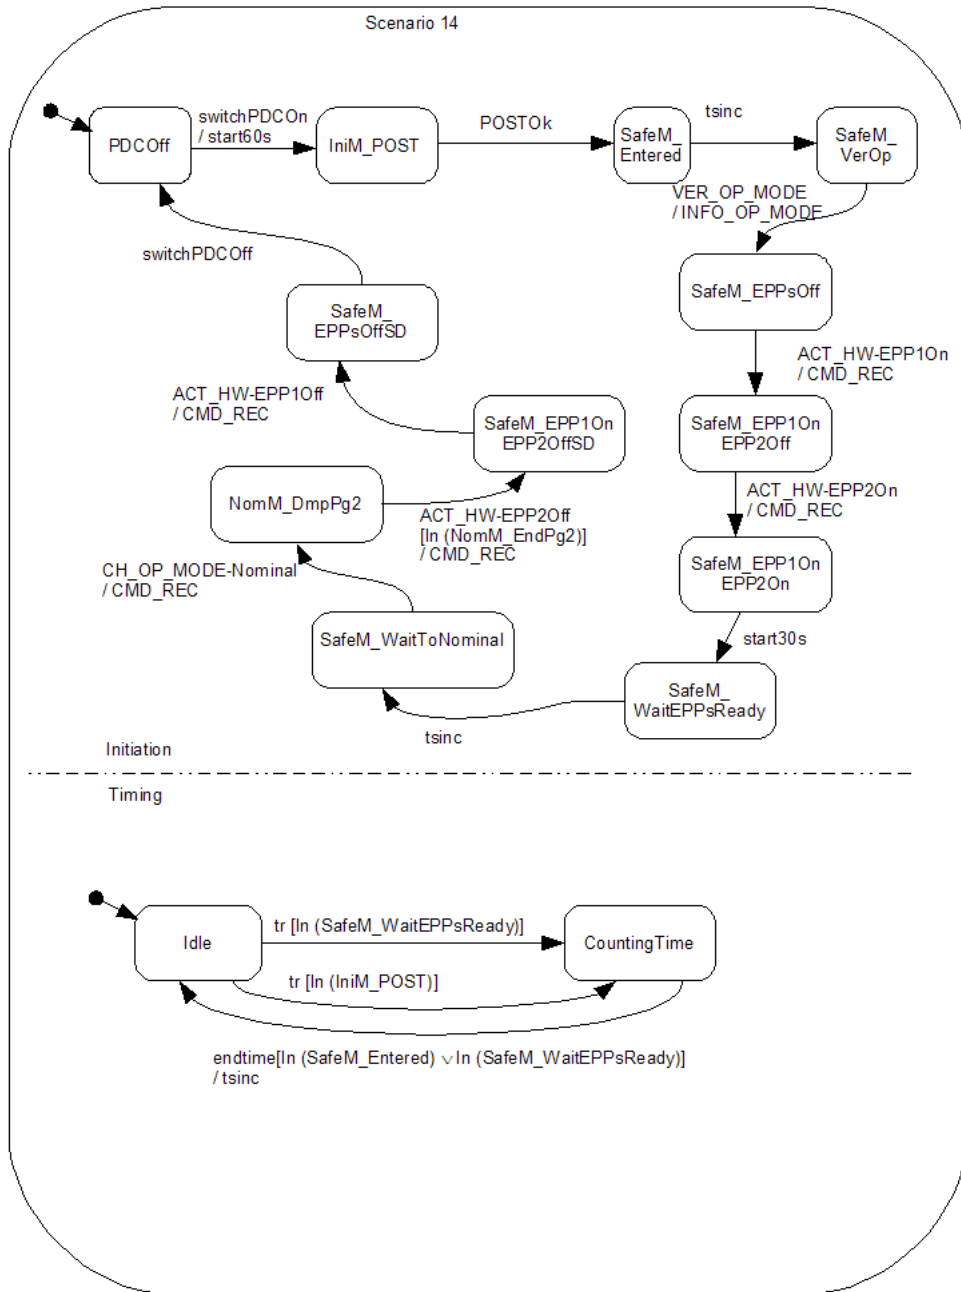 Scenario 14
switchPDCOn
/ start60s
PDCOff
IniM_POST
POSTOk
SafeM_
Entered
tsinc
SafeM_
VerOp
VER_OP_MODE
/ INFO_OP_MODE
switchPDCOff
SafeM_EPPsOff
SafeM_
EPPsOffSD
ACT_HW-EPP1On
/ CMD_REC
ACT_HW-EPP1Off
/ CMD_REC
SafeM_EPP1On
EPP2OffSD
SafeM_EPP1On
EPP2Off
NomM_DmpPg2
ACT_HW-EPP2Off
[In (NomM_EndPg2)]
/ CMD_REC
ACT_HW-EPP2On
/ CMD_REC
SafeM_EPP1On
EPP2On
CH_OP_MODE-Nominal
/ CMD_REC
SafeM_WaitToNominal
start30s
SafeM_
WaitEPPsReady
tsinc
Initiation
Timing
Idle
tr [In (SafeM_WaitEPPsReady)]
CountingTime
tr [In (IniM_POST)]
endtime[In (SafeM_Entered) ∨ In (SafeM_WaitEPPsReady)]
/ tsinc